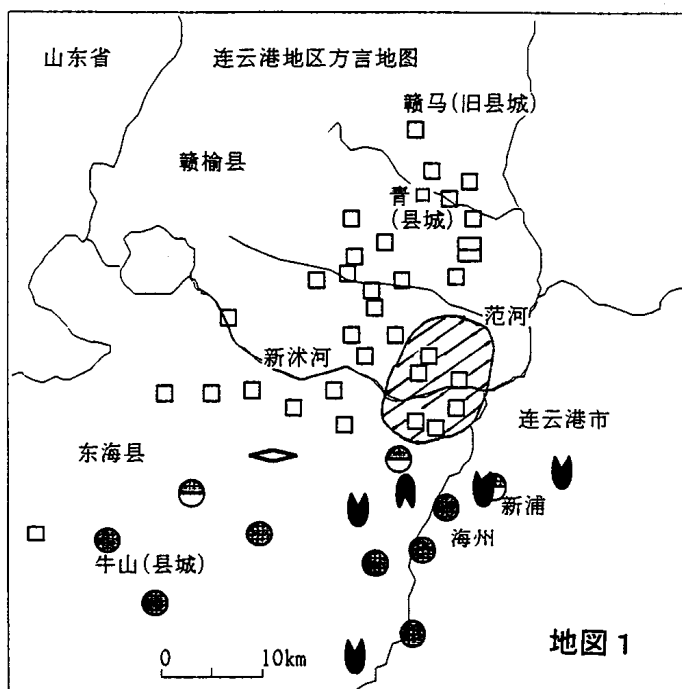 山东省
连云港地区方言地图
赣马(旧县城)
赣榆县
青
(县城)
范河
新沭河
连云港市
东海县
新浦
海州
牛山(县城)
0 10km
地図1